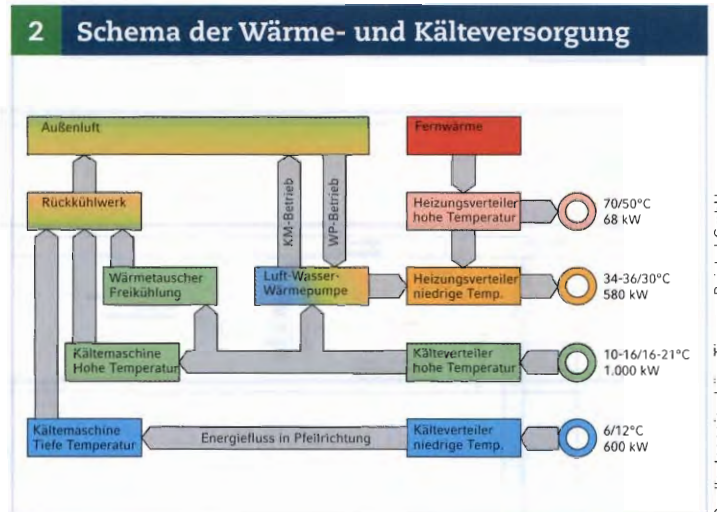 2 Schema der Wärme- und Kälteversorgung
Außenluft
Fernwärme
Rückkühlwerk
KM-Betrieb
WP-Betrieb
Heizungsverteiler
hohe Temperatur
70/50°C
68 kW
Wärmetauscher
Freikühlung
Luft-Wasser-
Wärmepumpe
Heizungsverteiler
niedrige Temp.
34-36/30°C
580 kW
Kältemaschine
Hohe Temperatur
Kälteverteiler
hohe Temperatur
10-16/16-21°C
1.000 kW
Kältemaschine
Tiefe Temperatur
Energiefluss in Pfeilrichtung
Kälteverteiler
niedrige Temp.
6/12°C
600 kW